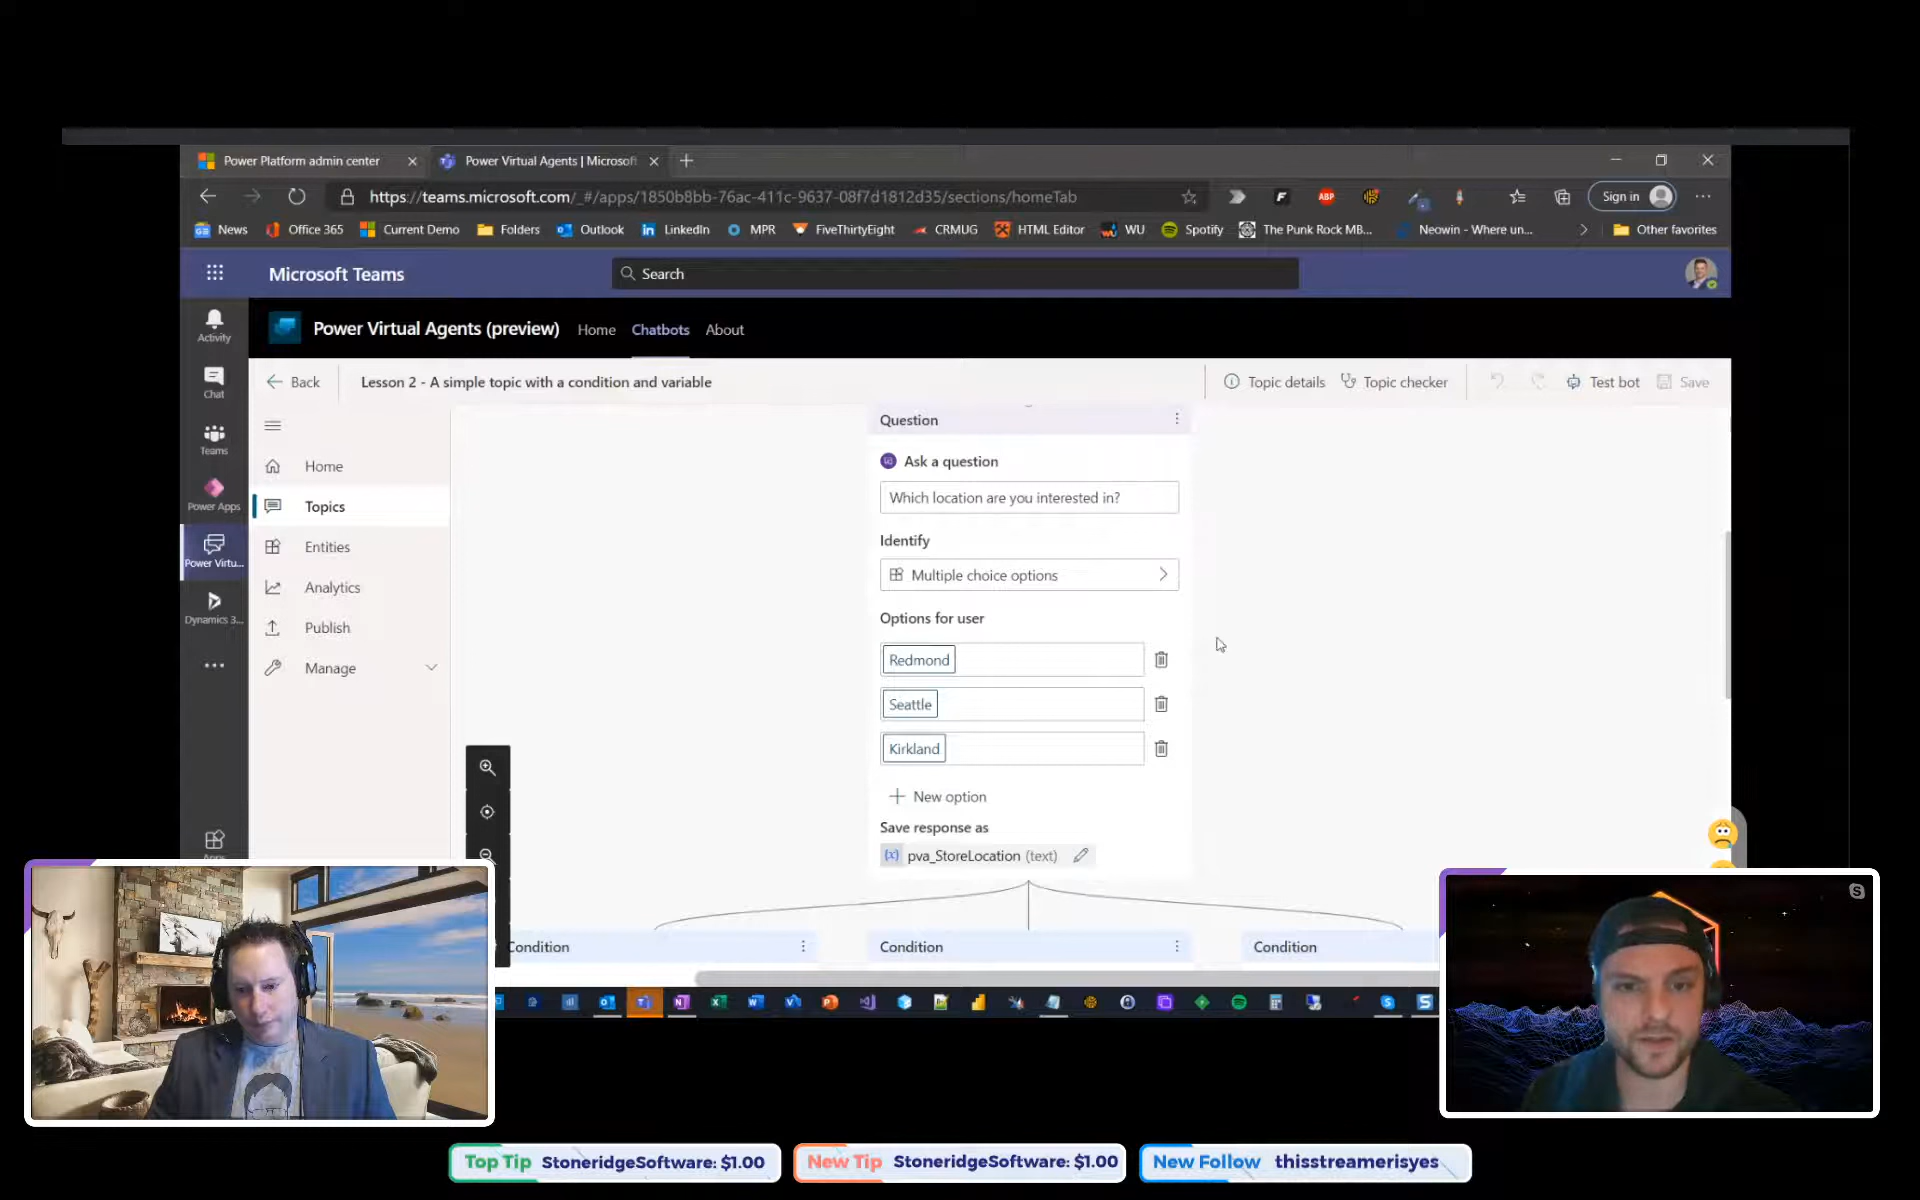 Power Platform admin center
Power Virtual Agents | Microsoft
https://teams.microsoft.com/_#/apps/1850b8bb-76ac-411c-9637-08f7d1812d35/sections/homeTab
ABP
Sign in
News
Office 365
Current Demo
Folders
Outlook
LinkedIn
MPR
FiveThirtyEight
CRMUG
HTML Editor
WU
Spotify
The Punk Rock MB...
Neowin - Where un...
Other favorites
Microsoft Teams
Search
Activity
Chat
Teams
Power Apps
Power Virtu...
Dynamics 3...
Apps
Power Virtual Agents (preview)
Home
Chatbots
About
Back
Lesson 2 - A simple topic with a condition and variable
Topic details
Topic checker
Test bot
Save
Home
Topics
Entities
Analytics
Publish
Manage
Question
Ask a question
Which location are you interested in?
Identify
Multiple choice options
Options for user
Redmond
Seattle
Kirkland
New option
Save response as
(x) pva_StoreLocation (text)
Condition
Condition
Condition
Top Tip StoneridgeSoftware: $1.00
New Tip StoneridgeSoftware: $1.00
New Follow thisstreamerisyes